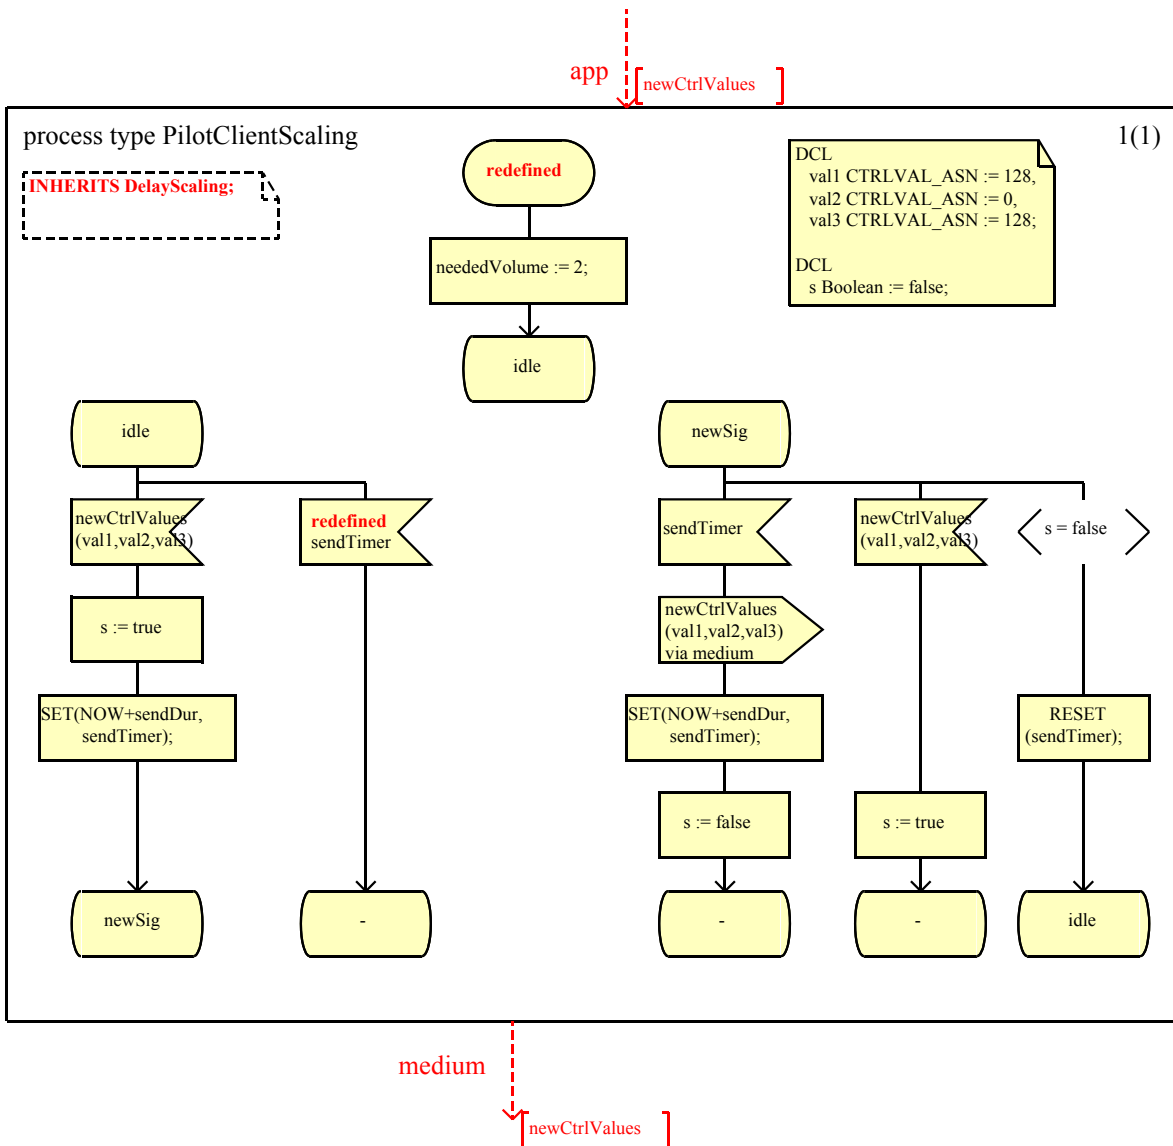 app
newCtrlValues
process type PilotClientScaling
1(1)
INHERITS DelayScaling;
redefined
neededVolume := 2;
idle
DCL
val1 CTRLVAL_ASN := 128,
val2 CTRLVAL_ASN := 0,
val3 CTRLVAL_ASN := 128;
DCL
s Boolean := false;
idle
newCtrlValues
(val1,val2,val3)
s := true
SET(NOW+sendDur,
sendTimer);
newSig
redefined
sendTimer
-
newSig
sendTimer
newCtrlValues
(val1,val2,val3)
via medium
SET(NOW+sendDur,
sendTimer);
s := false
-
newCtrlValues
(val1,val2,val3)
s := true
-
s = false
RESET
(sendTimer);
idle
medium
newCtrlValues